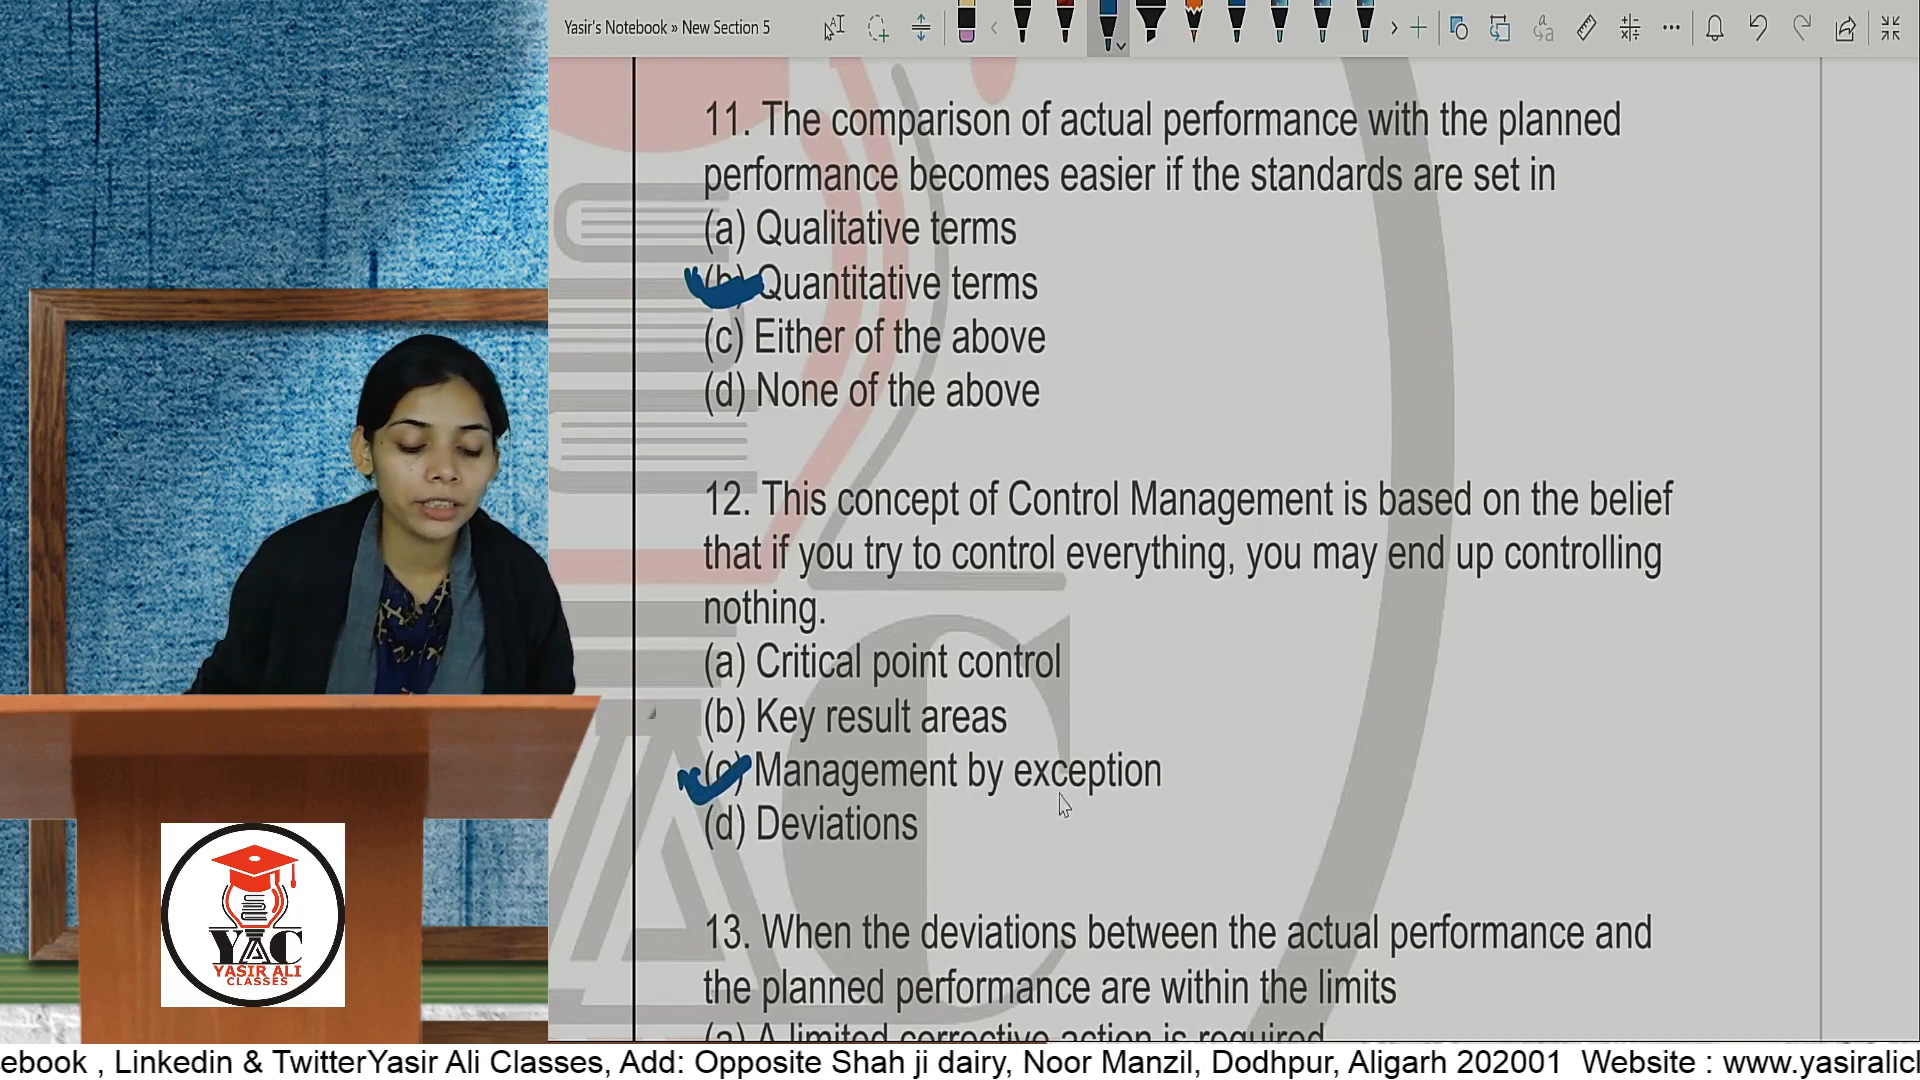 Yasir's Notebook » New Section 5
11. The comparison of actual performance with the planned
performance becomes easier if the standards are set in
(a) Qualitative terms
(b) Quantitative terms
(c) Either of the above
(d) None of the above
12. This concept of Control Management is based on the belief
that if you try to control everything, you may end up controlling
nothing.
(a) Critical point control
(b) Key result areas
(c) Management by exception
(d) Deviations
13. When the deviations between the actual performance and
the planned performance are within the limits
(a) A limited corrective action is required
YAC
YASIR ALI
CLASSES
ebook , Linkedin & TwitterYasir Ali Classes, Add: Opposite Shah ji dairy, Noor Manzil, Dodhpur, Aligarh 202001 Website : www.yasiralicl